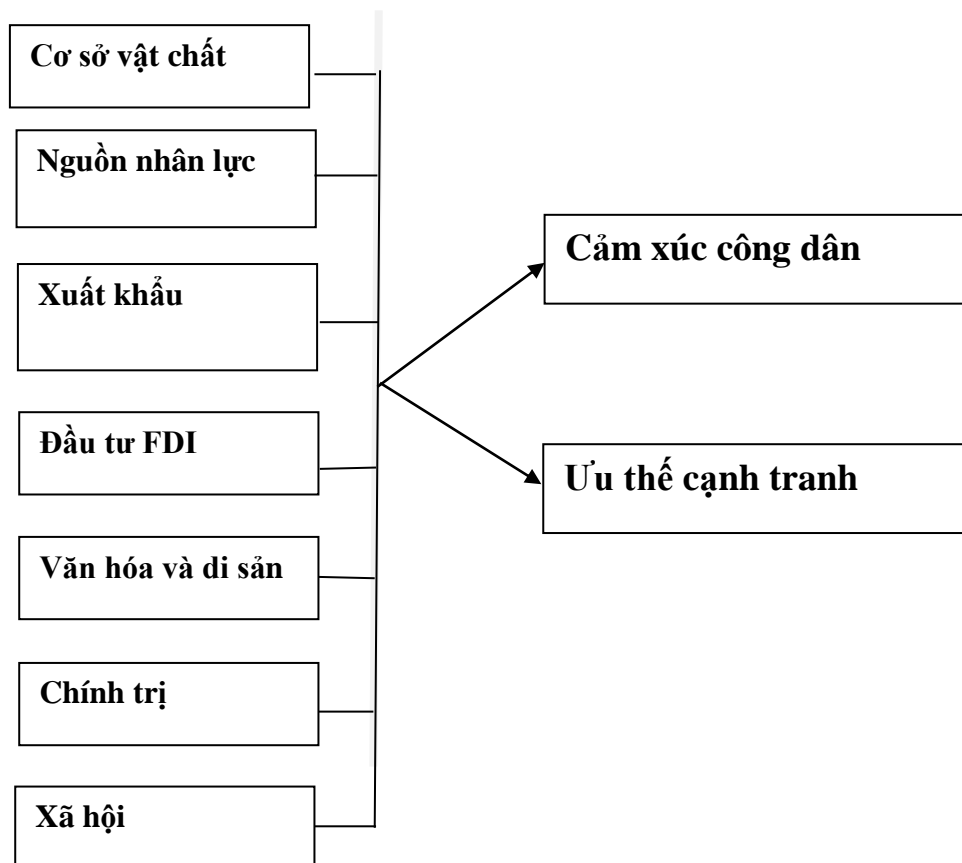 Cơ sở vật chất
Nguồn nhân lực
Xuất khẩu
Đầu tư FDI
Văn hóa và di sản
Chính trị
Xã hội
Cảm xúc công dân
Ưu thế cạnh tranh